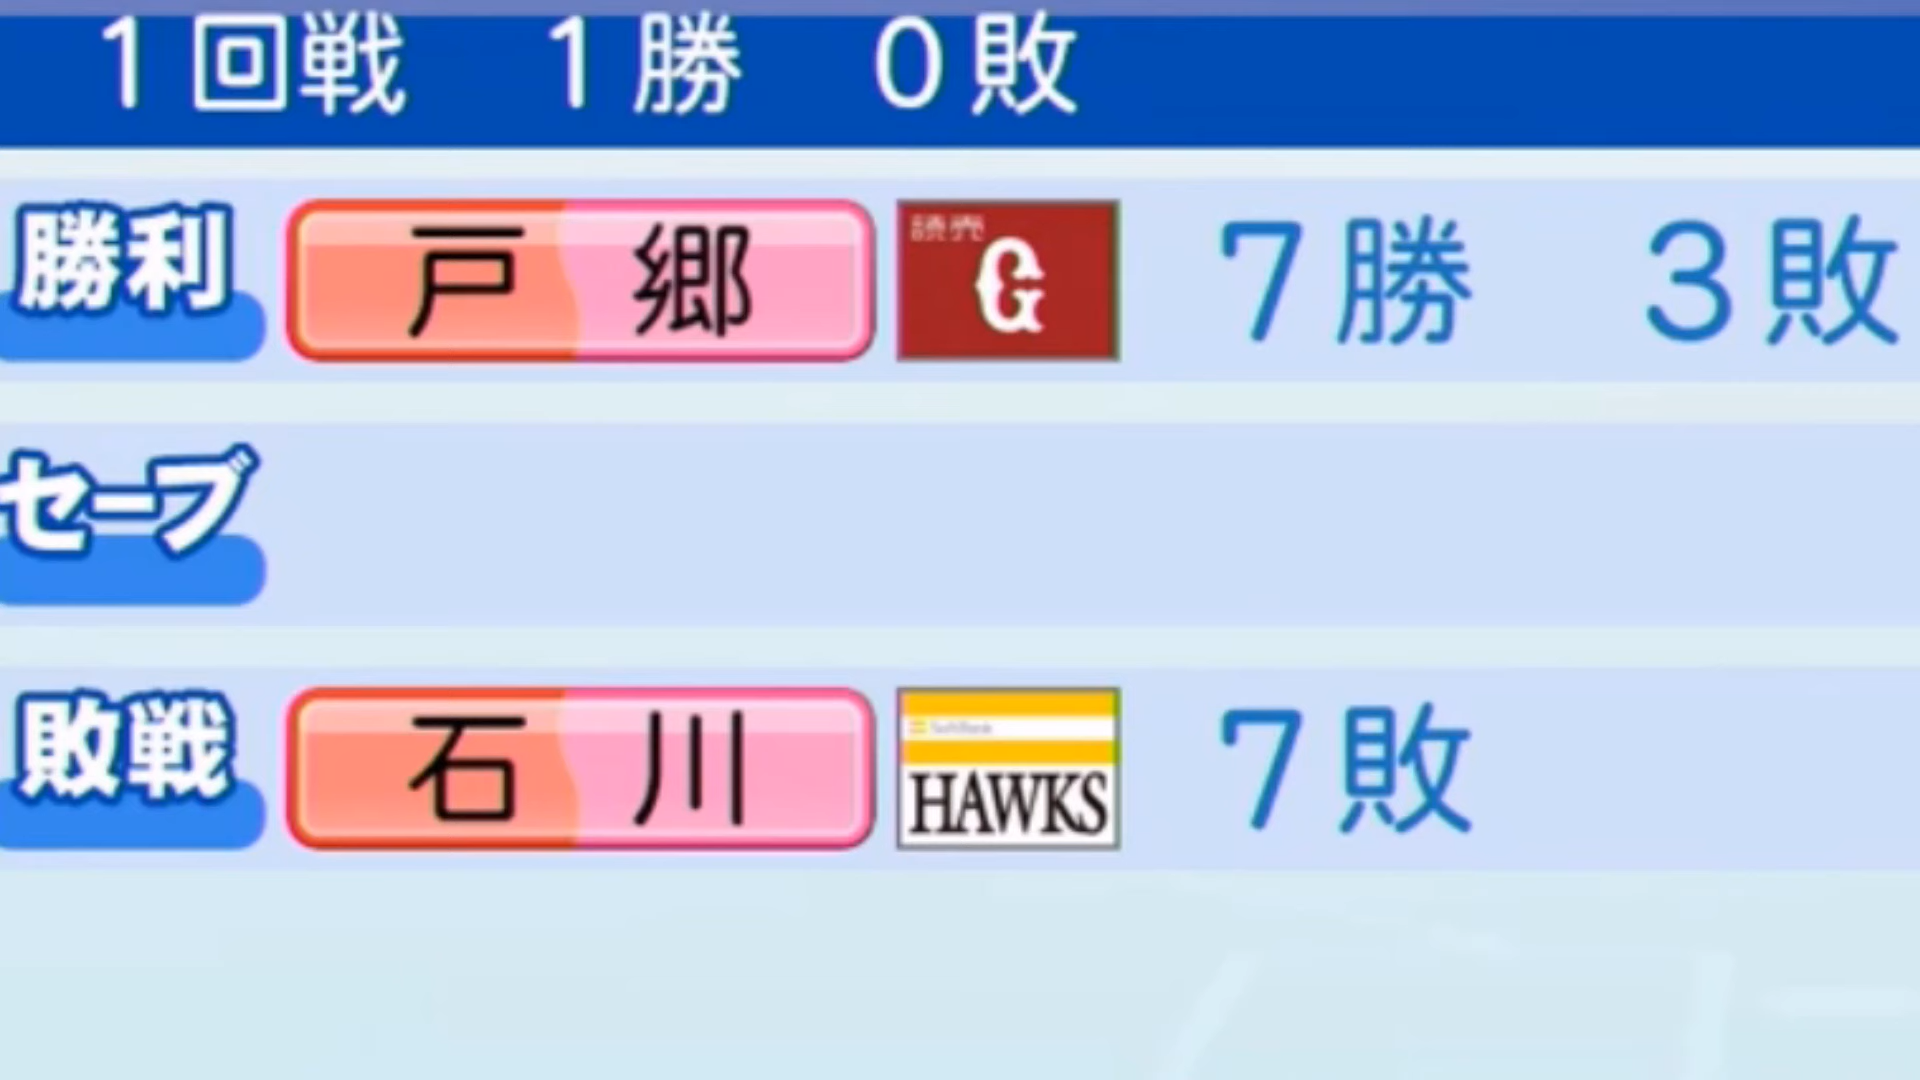 １回戦　１勝　０敗
勝利 戸郷 読売 G ７勝　３敗
セーブ
敗戦 石川 SoftBank HAWKS ７敗